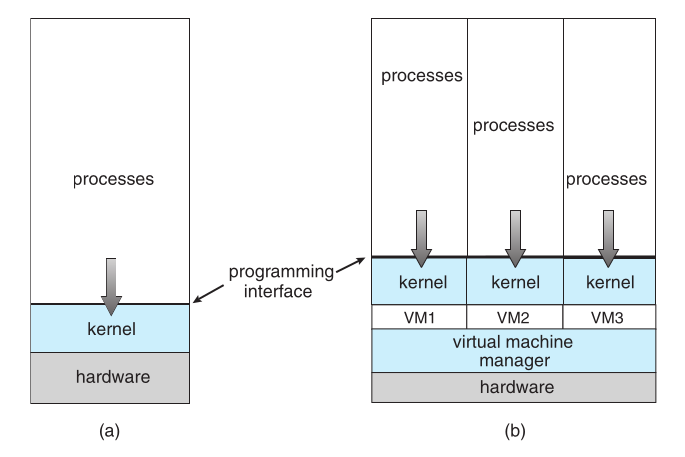 processes
kernel
hardware
(a)
programming
interface
processes
processes
processes
kernel
kernel
kernel
VM1
VM2
VM3
virtual machine
manager
hardware
(b)